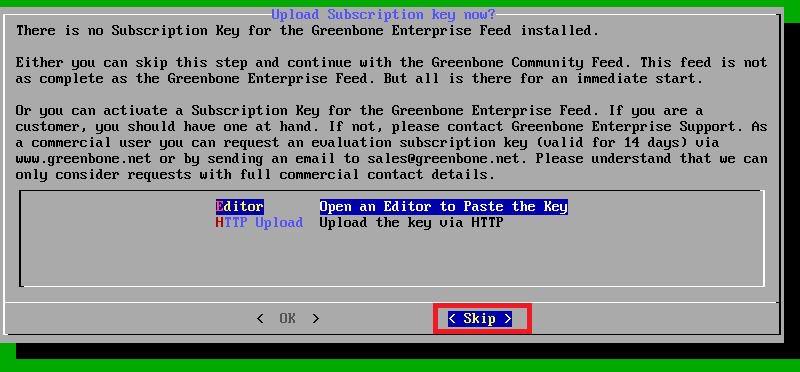 Upload Subscription key now?
There is no Subscription Key for the Greenbone Enterprise Feed installed.
Either you can skip this step and continue with the Greenbone Community Feed. This feed is not
as complete as the Greenbone Enterprise Feed. But all is there for an immediate start.
Or you can activate a Subscription Key for the Greenbone Enterprise Feed. If you are a
customer, you should have one at hand. If not, please contact Greenbone Enterprise Support. As
a commercial user you can request an evaluation subscription key (valid for 14 days) via
www.greenbone.net or by sending an email to sales@greenbone.net. Please understand that we can
only consider requests with full commercial contact details.
Editor Open an Editor to Paste the Key
HTTP Upload Upload the key via HTTP
< OK > < Skip >